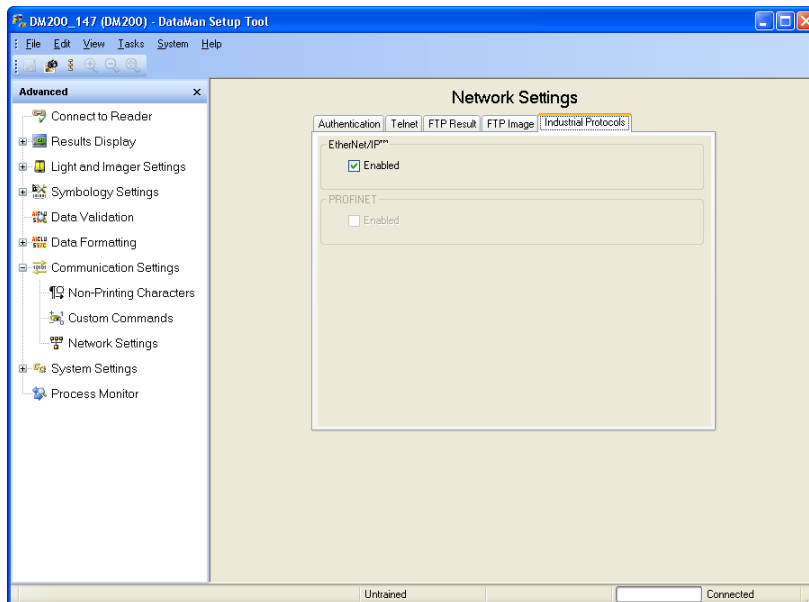 DM200_147 (DM200) - DataMan Setup Tool
File Edit View Tasks System Help
Advanced
Connect to Reader
Results Display
Light and Imager Settings
Symbology Settings
Data Validation
Data Formatting
Communication Settings
Non-Printing Characters
Custom Commands
Network Settings
System Settings
Process Monitor
Network Settings
Authentication Telnet FTP Result FTP Image Industrial Protocols
EtherNet/IP™
Enabled
PROFINET
Enabled
Untrained Connected